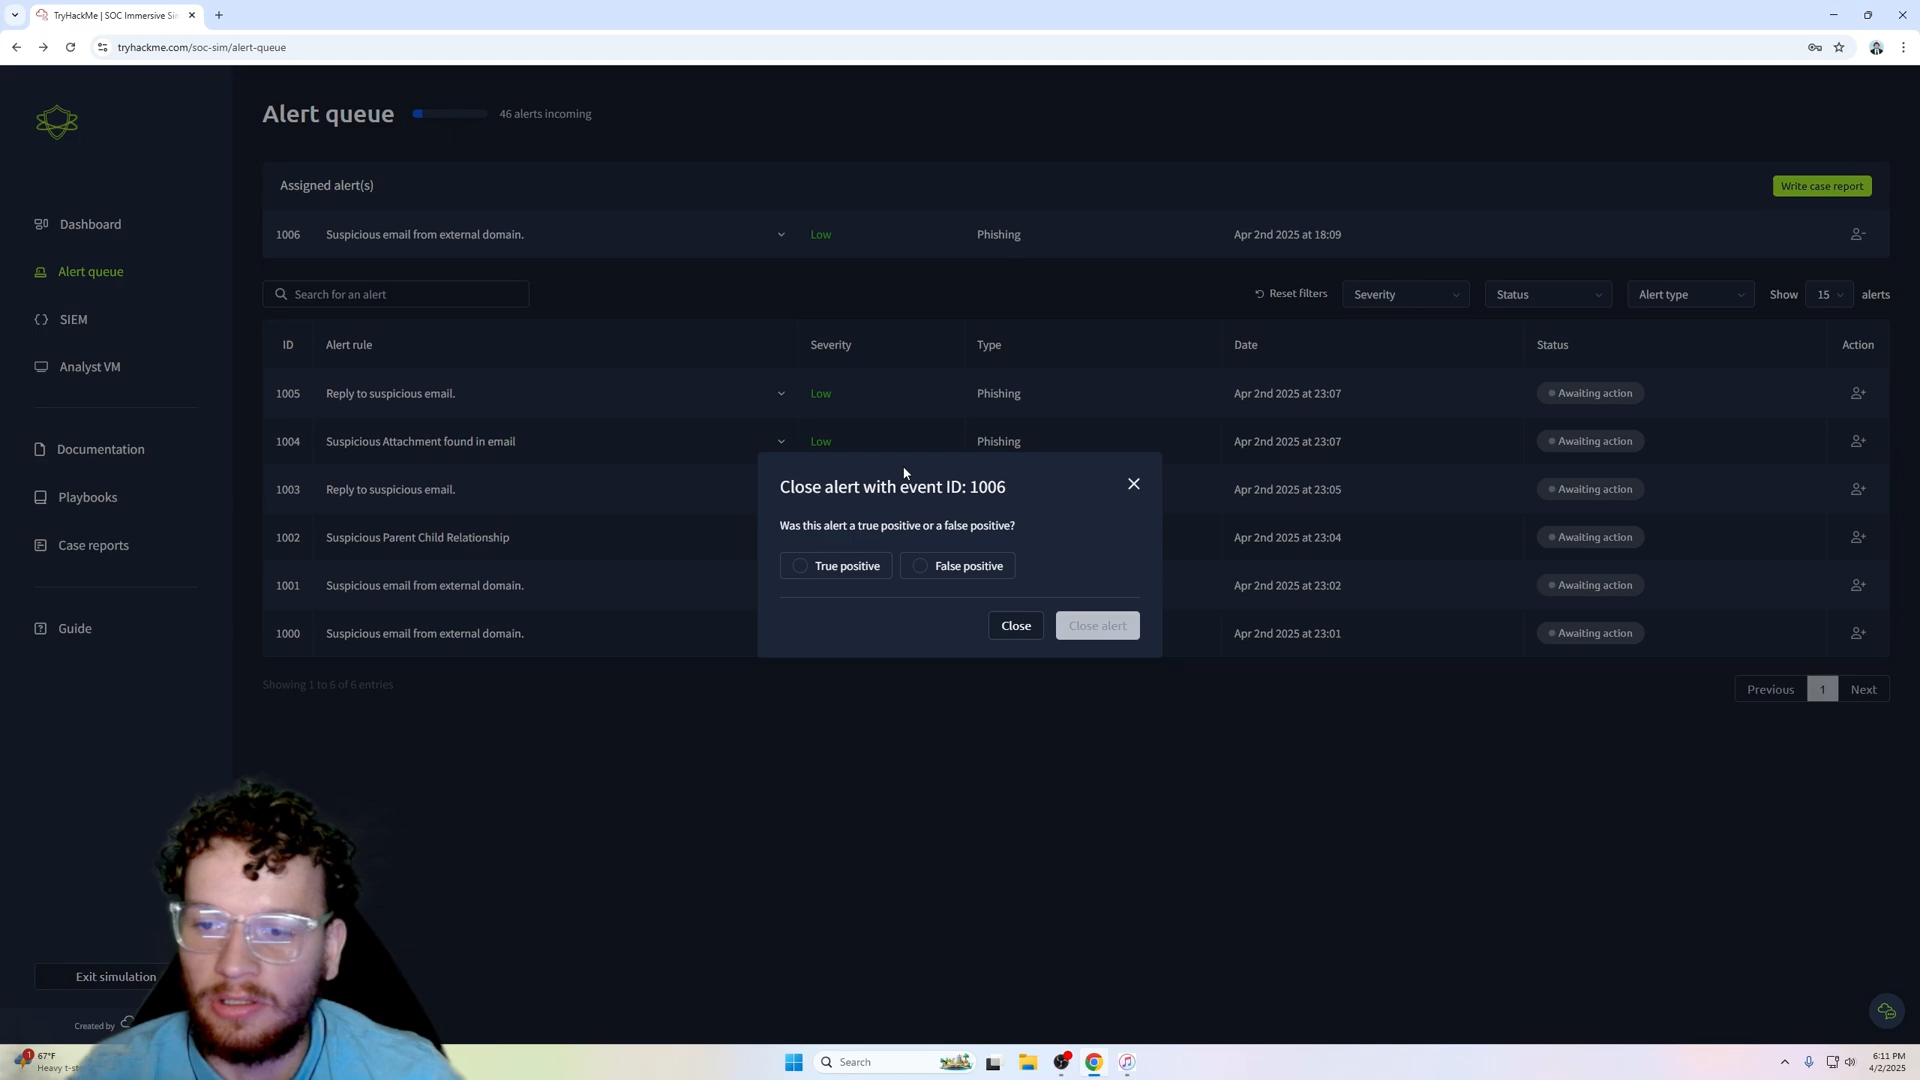 TryHackMe | SOC Immersive Si
tryhackme.com/soc-sim/alert-queue
Alert queue
46 alerts incoming
Assigned alert(s)
Write case report
1006 Suspicious email from external domain. Low Phishing Apr 2nd 2025 at 18:09
Dashboard
Alert queue
SIEM
Analyst VM
Documentation
Playbooks
Case reports
Guide
Search for an alert
Reset filters
Severity
Status
Alert type
Show 15 alerts
ID Alert rule Severity Type Date Status Action
1005 Reply to suspicious email. Low Phishing Apr 2nd 2025 at 23:07 Awaiting action
1004 Suspicious Attachment found in email Low Phishing Apr 2nd 2025 at 23:07 Awaiting action
1003 Reply to suspicious email. Apr 2nd 2025 at 23:05 Awaiting action
1002 Suspicious Parent Child Relationship Apr 2nd 2025 at 23:04 Awaiting action
1001 Suspicious email from external domain. Apr 2nd 2025 at 23:02 Awaiting action
1000 Suspicious email from external domain. Apr 2nd 2025 at 23:01 Awaiting action
Close alert with event ID: 1006
Was this alert a true positive or a false positive?
True positive
False positive
Close
Close alert
Showing 1 to 6 of 6 entries
Previous 1 Next
Exit simulation
Created by
1
67°F
Heavy t-st
Search
6:11 PM
4/2/2025